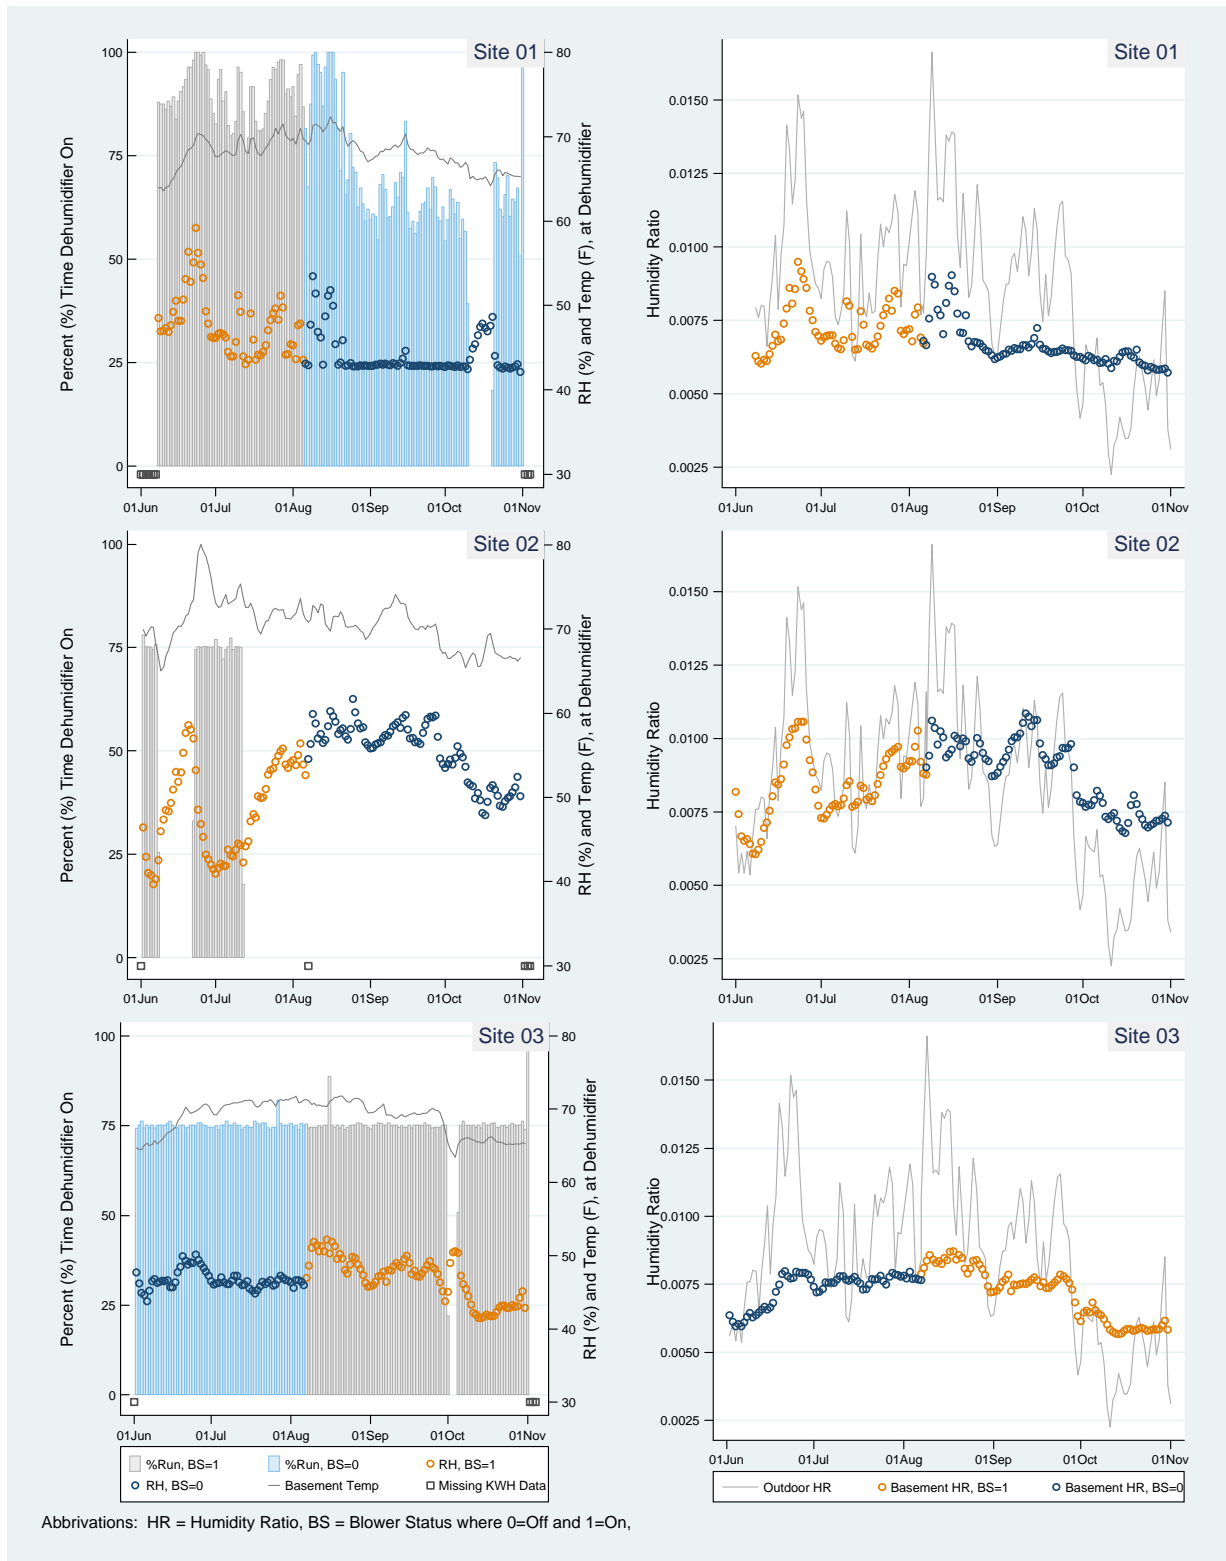 Site 01
Percent (%) Time Dehumidifier On
100
75
50
25
0
80
70
60
50
40
30
RH (%) and Temp (F), at Dehumidifier
01Jun 01Jul 01Aug 01Sep 01Oct 01Nov
Site 01
Humidity Ratio
0.0150
0.0125
0.0100
0.0075
0.0050
0.0025
01Jun 01Jul 01Aug 01Sep 01Oct 01Nov
Site 02
Percent (%) Time Dehumidifier On
100
75
50
25
0
80
70
60
50
40
30
RH (%) and Temp (F), at Dehumidifier
01Jun 01Jul 01Aug 01Sep 01Oct 01Nov
Site 02
Humidity Ratio
0.0150
0.0125
0.0100
0.0075
0.0050
0.0025
01Jun 01Jul 01Aug 01Sep 01Oct 01Nov
Site 03
Percent (%) Time Dehumidifier On
100
75
50
25
0
80
70
60
50
40
30
RH (%) and Temp (F), at Dehumidifier
01Jun 01Jul 01Aug 01Sep 01Oct 01Nov
%Run, BS=1 %Run, BS=0 RH, BS=1
RH, BS=0 Basement Temp Missing KWH Data
Site 03
Humidity Ratio
0.0150
0.0125
0.0100
0.0075
0.0050
0.0025
01Jun 01Jul 01Aug 01Sep 01Oct 01Nov
Outdoor HR Basement HR, BS=1 Basement HR, BS=0
Abbrivations: HR = Humidity Ratio, BS = Blower Status where 0=Off and 1=On,